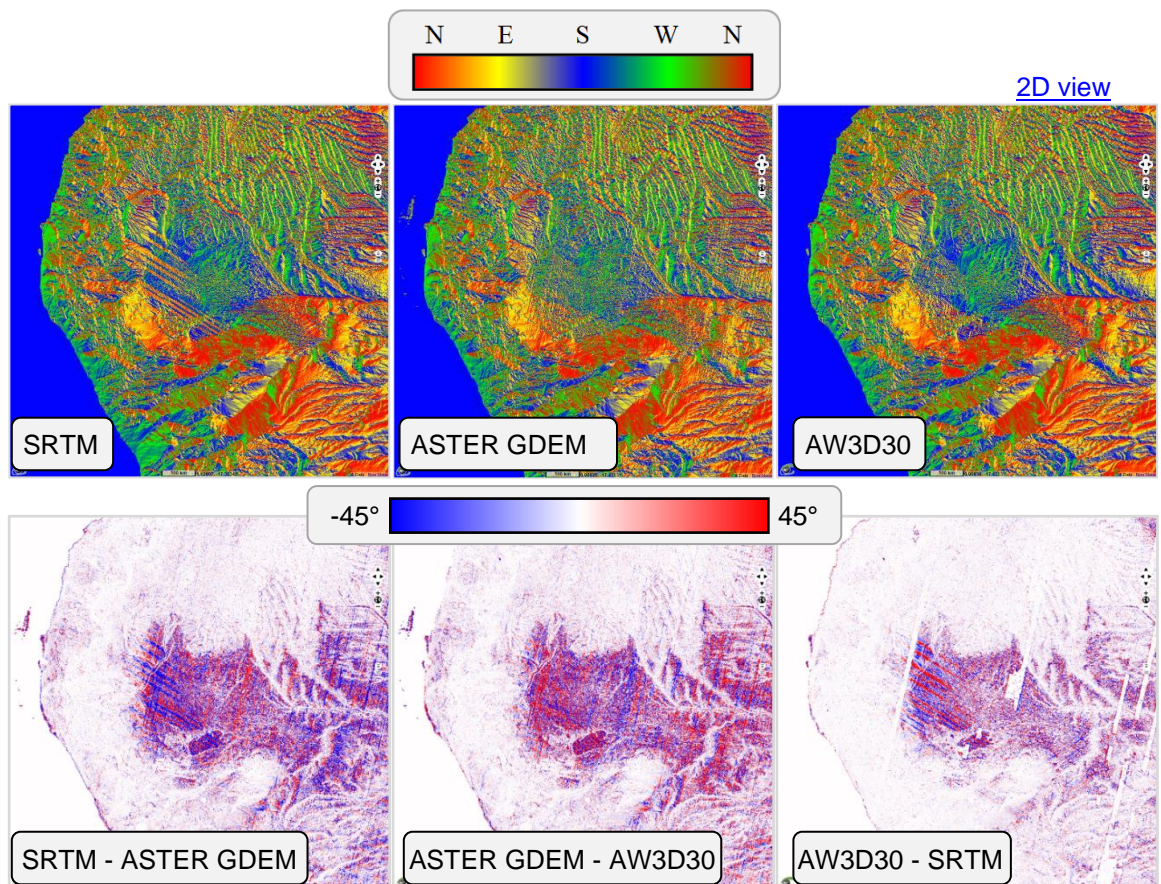 N E S W N
2D view
SRTM
ASTER GDEM
AW3D30
-45° 45°
SRTM - ASTER GDEM
ASTER GDEM - AW3D30
AW3D30 - SRTM